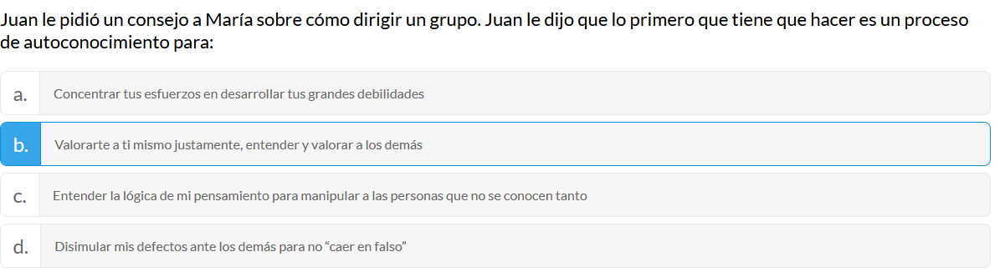 Juan le pidió un consejo a María sobre cómo dirigir un grupo. Juan le dijo que lo primero que tiene que hacer es un proceso
de autoconocimiento para:
a. Concentrar tus esfuerzos en desarrollar tus grandes debilidades
b. Valorarte a ti mismo justamente, entender y valorar a los demás
c. Entender la lógica de mi pensamiento para manipular a las personas que no se conocen tanto
d. Disimular mis defectos ante los demás para no “caer en falso”